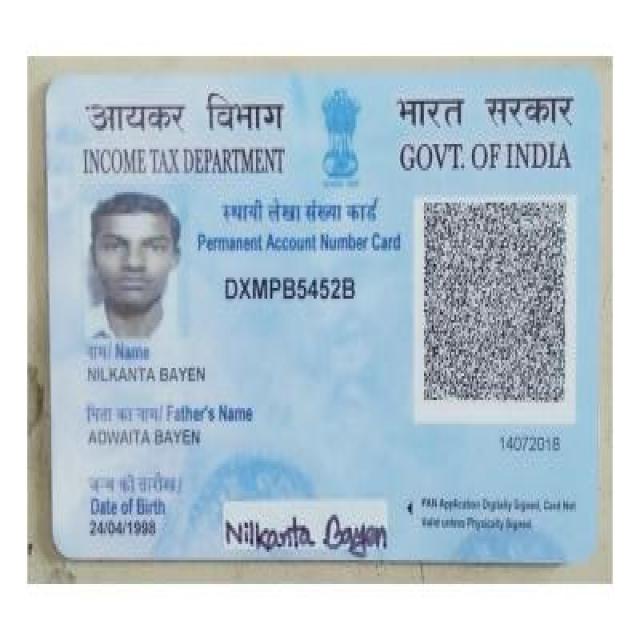 आयकर विभाग
INCOME TAX DEPARTMENT
भारत सरकार
GOVT. OF INDIA
स्थायी लेखा संख्या कार्ड
Permanent Account Number Card
DXMPB5452B
नाम/ Name
NILKANTA BAYEN
पिता का नाम/ Father's Name
ADWAITA BAYEN
14072018
जन्म की तारीख/
Date of Birth
24/04/1998
Nilkanta Bayen
PAN Application Digitally Signed, Card Not
Valid unless Physically Signed